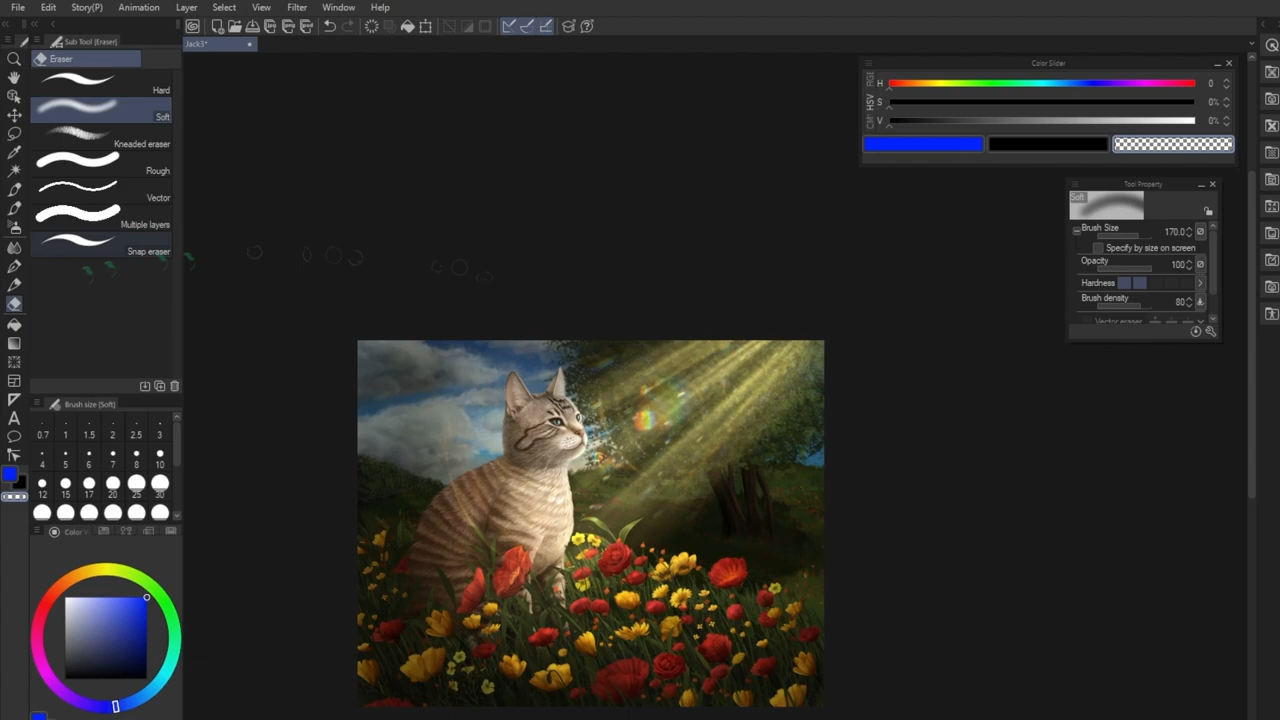 File Edit Story(P) Animation Layer Select View Filter Window Help
Sub Tool [Eraser]
Jack3*
Eraser
Hard
Soft
Kneaded eraser
Rough
Vector
Multiple layers
Snap eraser
Brush size [Soft]
0.7 1 1.5 2 2.5 3
4 5 6 7 8 10
12 15 17 20 25 30
Color
Color Slider
RGB
HSV
H 0
S 0%
V 0%
Tool Property
Soft
Brush Size 170.0
Specify by size on screen
Opacity 100
Hardness
Brush density 80
Vector eraser